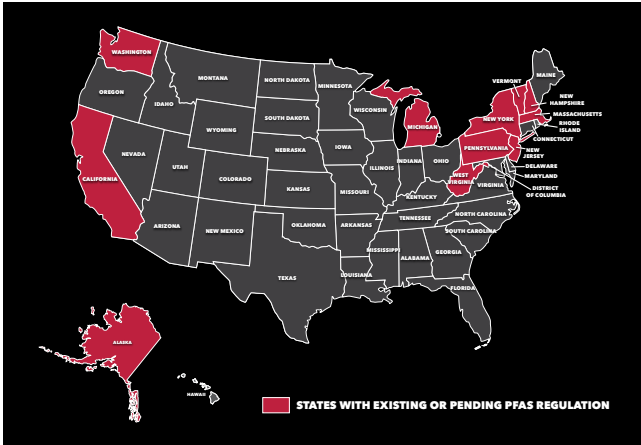 WASHINGTON
MONTANA
NORTH DAKOTA
MINNESOTA
MAINE
VERMONT
OREGON
IDAHO
SOUTH DAKOTA
WISCONSIN
NEW
HAMPSHIRE
MICHIGAN
NEW YORK
MASSACHUSETTS
RHODE
ISLAND
WYOMING
CONNECTICUT
NEVADA
NEBRASKA
IOWA
PENNSYLVANIA
NEW
JERSEY
UTAH
COLORADO
ILLINOIS
INDIANA
OHIO
DELAWARE
MARYLAND
CALIFORNIA
KANSAS
MISSOURI
WEST
VIRGINIA
VIRGINIA
DISTRICT
OF COLUMBIA
KENTUCKY
ARIZONA
NEW MEXICO
OKLAHOMA
ARKANSAS
TENNESSEE
NORTH CAROLINA
SOUTH CAROLINA
TEXAS
LOUISIANA
MISSISSIPPI
ALABAMA
GEORGIA
FLORIDA
ALASKA
HAWAII
STATES WITH EXISTING OR PENDING PFAS REGULATION